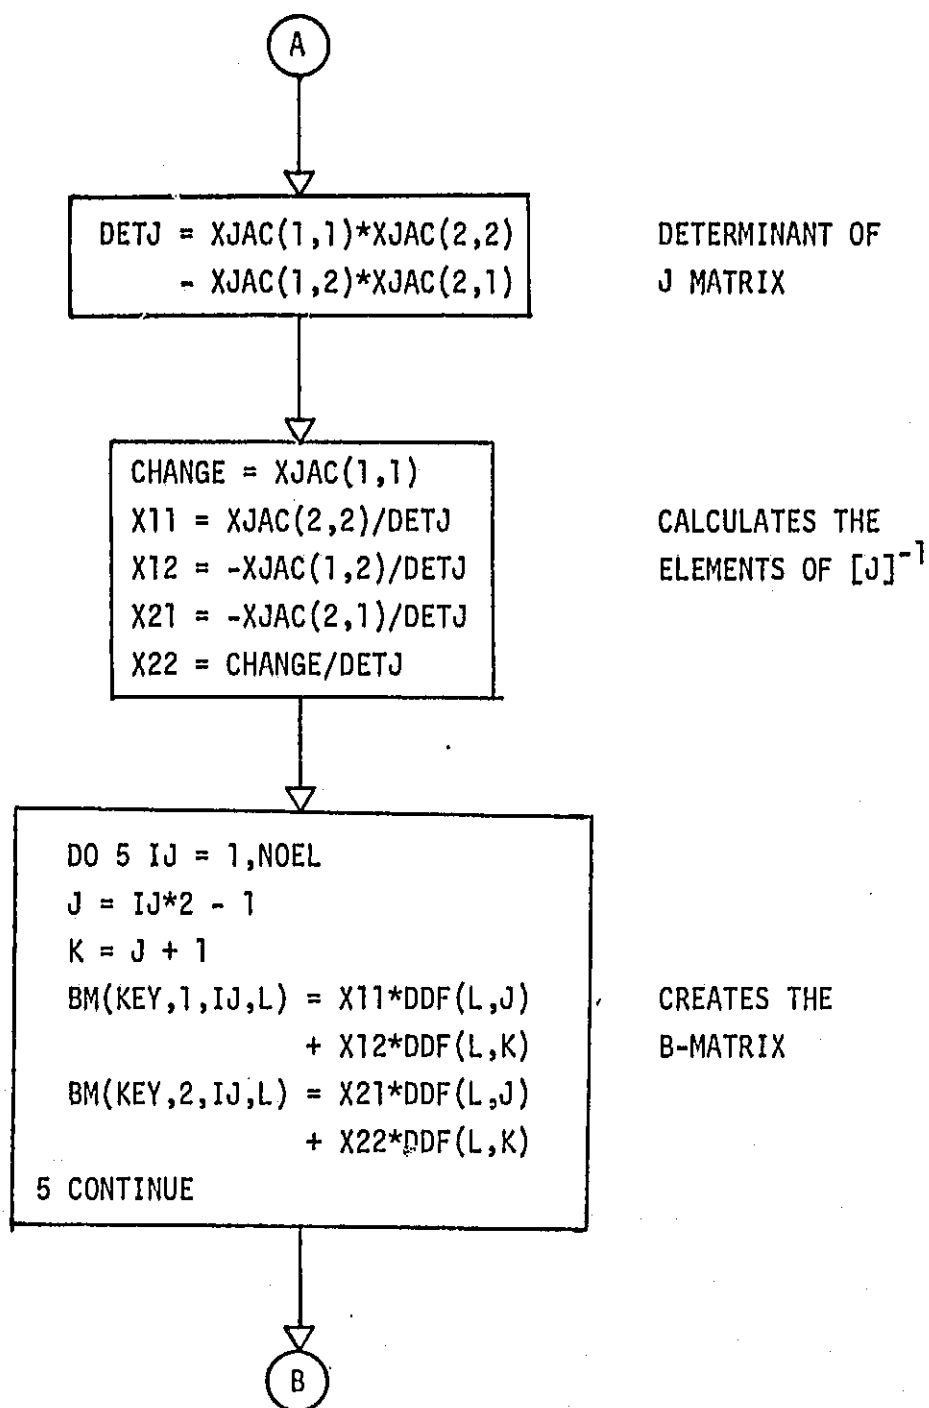 A
DETJ = XJAC(1,1)*XJAC(2,2)
- XJAC(1,2)*XJAC(2,1)
DETERMINANT OF
J MATRIX
CHANGE = XJAC(1,1)
X11 = XJAC(2,2)/DETJ
X12 = -XJAC(1,2)/DETJ
X21 = -XJAC(2,1)/DETJ
X22 = CHANGE/DETJ
CALCULATES THE
ELEMENTS OF [J]⁻¹
DO 5 IJ = 1,NOEL
J = IJ*2 - 1
K = J + 1
BM(KEY,1,IJ,L) = X11*DDF(L,J)
+ X12*DDF(L,K)
BM(KEY,2,IJ,L) = X21*DDF(L,J)
+ X22*DDF(L,K)
5 CONTINUE
CREATES THE
B-MATRIX
B